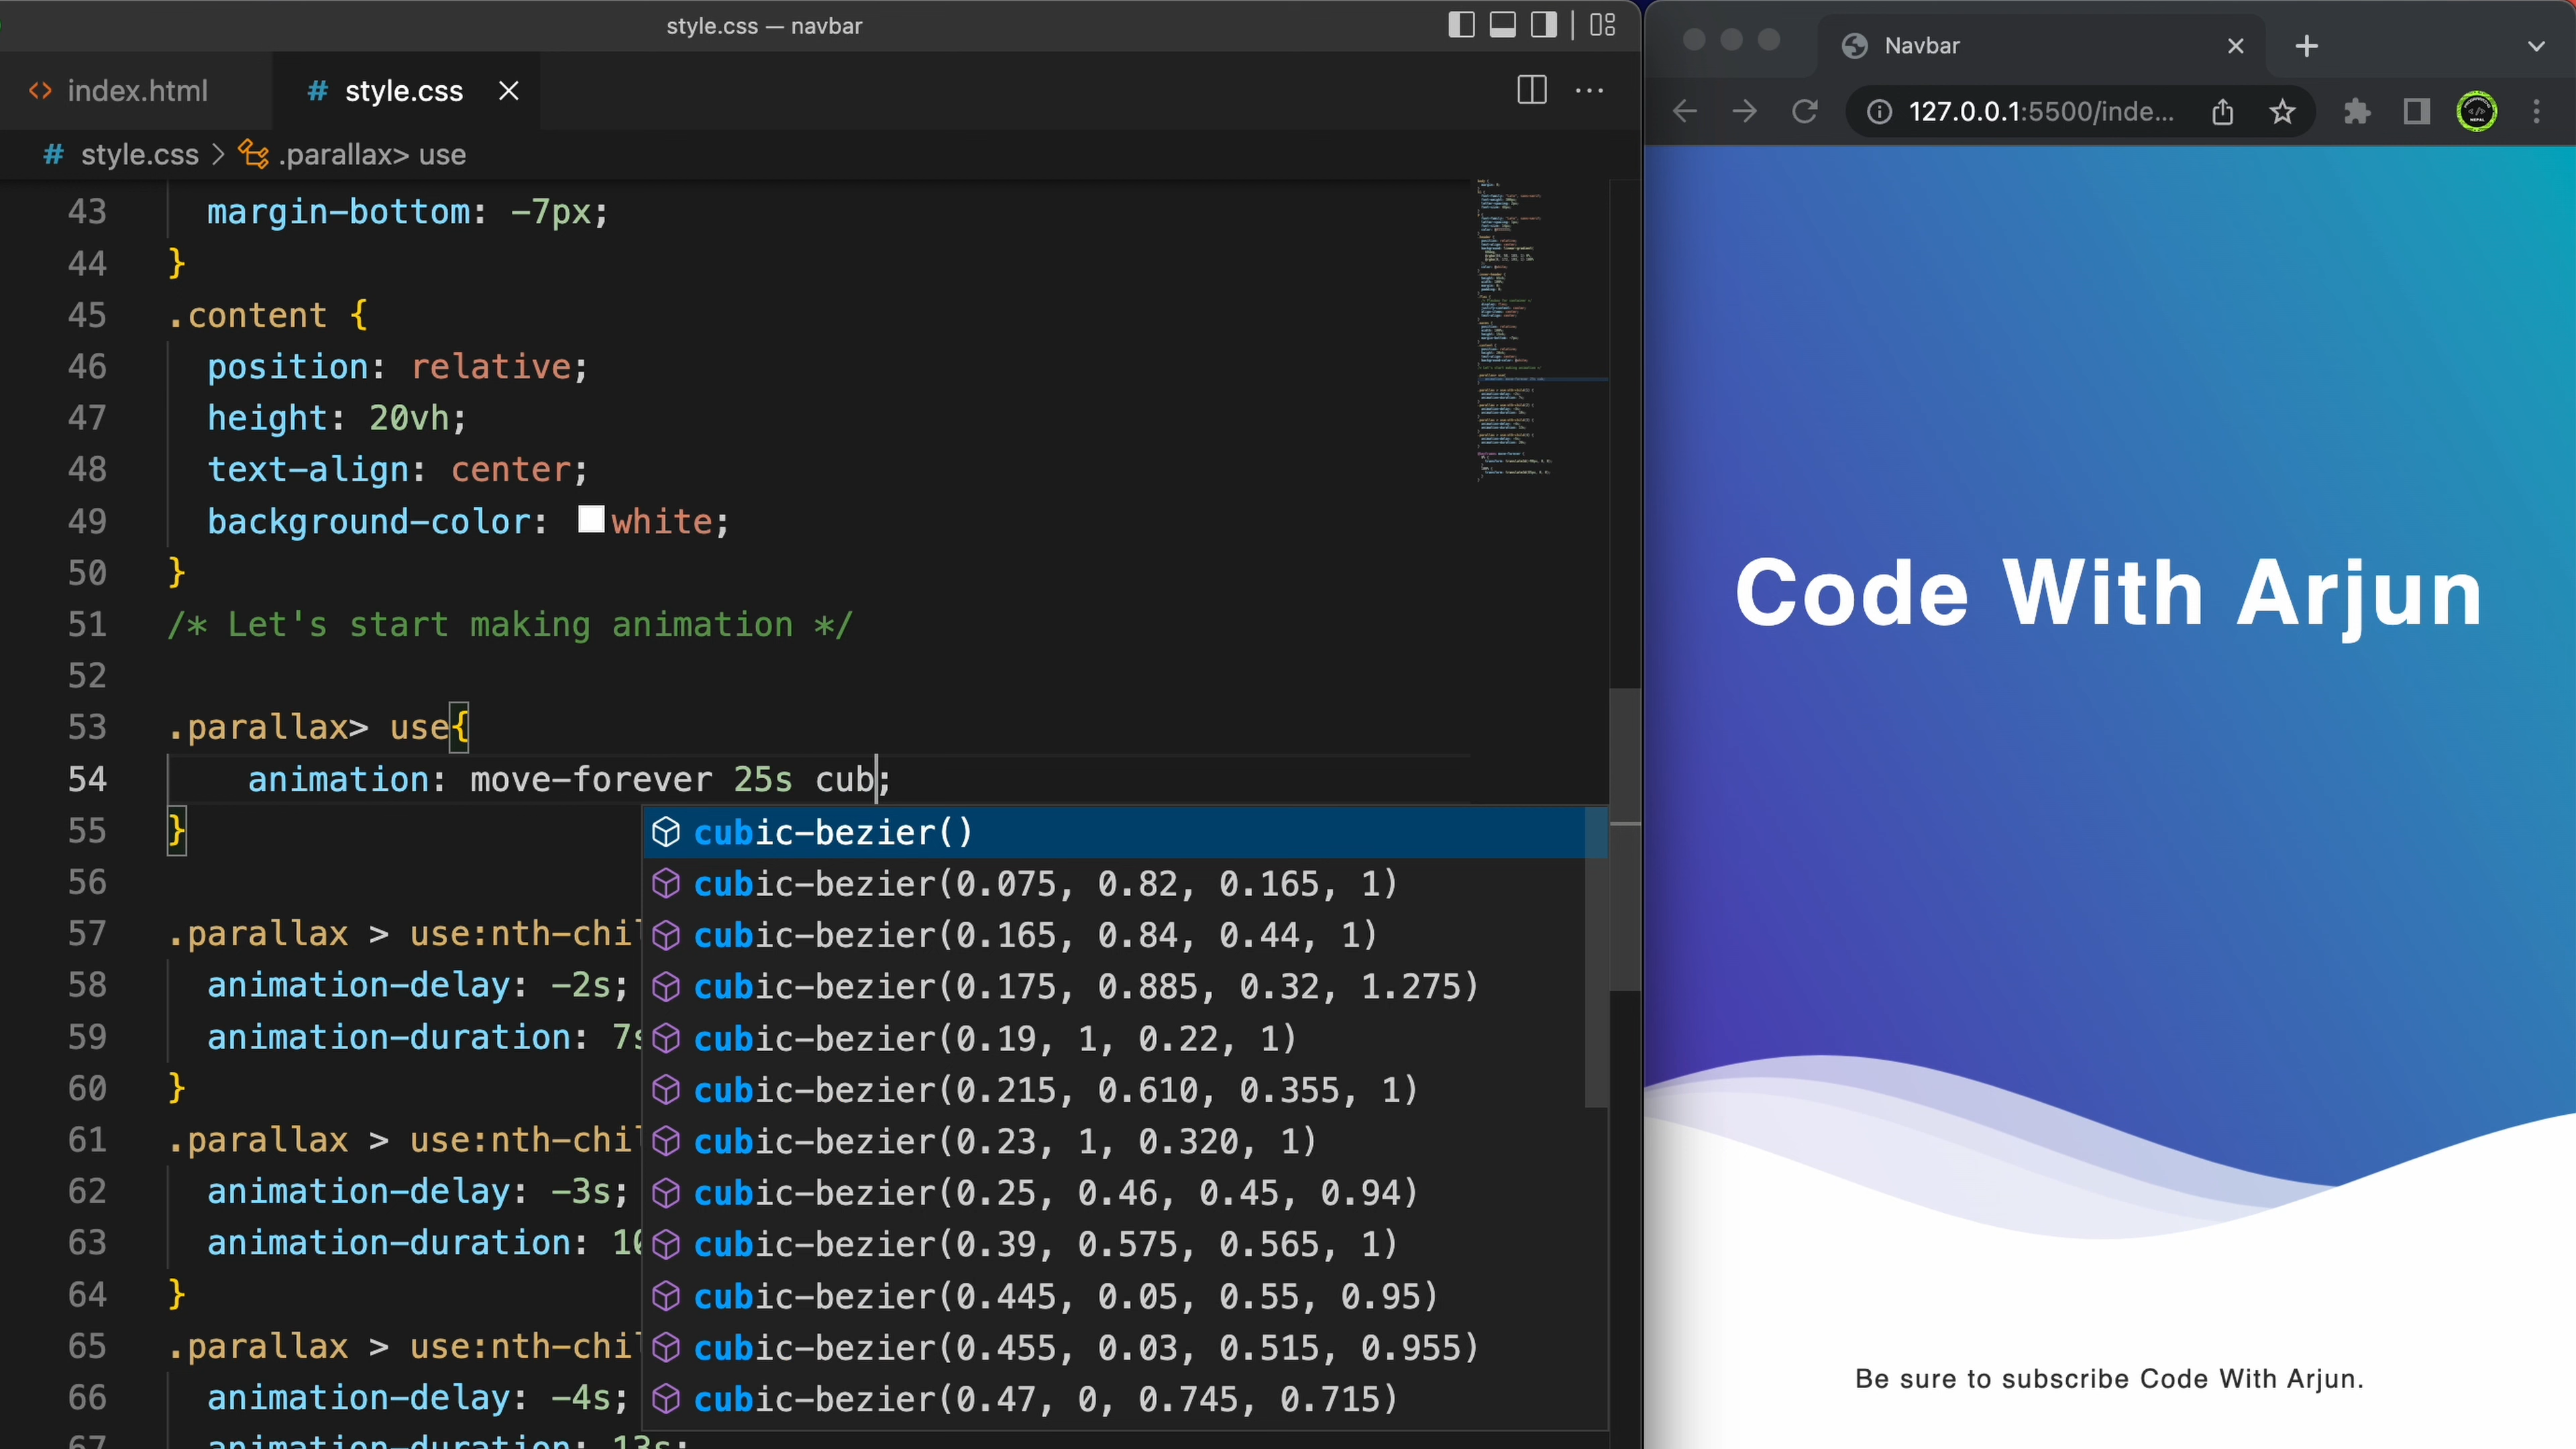 style.css — navbar
index.html
# style.css
# style.css > .parallax> use
43 margin-bottom: -7px;
44 }
45 .content {
46 position: relative;
47 height: 20vh;
48 text-align: center;
49 background-color: white;
50 }
51 /* Let's start making animation */
52
53 .parallax> use{
54 animation: move-forever 25s cub;
55 }
56
57 .parallax > use:nth-chil
58 animation-delay: -2s;
59 animation-duration: 7s
60 }
61 .parallax > use:nth-chil
62 animation-delay: -3s;
63 animation-duration: 10
64 }
65 .parallax > use:nth-chil
66 animation-delay: -4s;
67 animation-duration: 13s;
cubic-bezier()
cubic-bezier(0.075, 0.82, 0.165, 1)
cubic-bezier(0.165, 0.84, 0.44, 1)
cubic-bezier(0.175, 0.885, 0.32, 1.275)
cubic-bezier(0.19, 1, 0.22, 1)
cubic-bezier(0.215, 0.610, 0.355, 1)
cubic-bezier(0.23, 1, 0.320, 1)
cubic-bezier(0.25, 0.46, 0.45, 0.94)
cubic-bezier(0.39, 0.575, 0.565, 1)
cubic-bezier(0.445, 0.05, 0.55, 0.95)
cubic-bezier(0.455, 0.03, 0.515, 0.955)
cubic-bezier(0.47, 0, 0.745, 0.715)
Navbar
127.0.0.1:5500/inde...
Code With Arjun
Be sure to subscribe Code With Arjun.